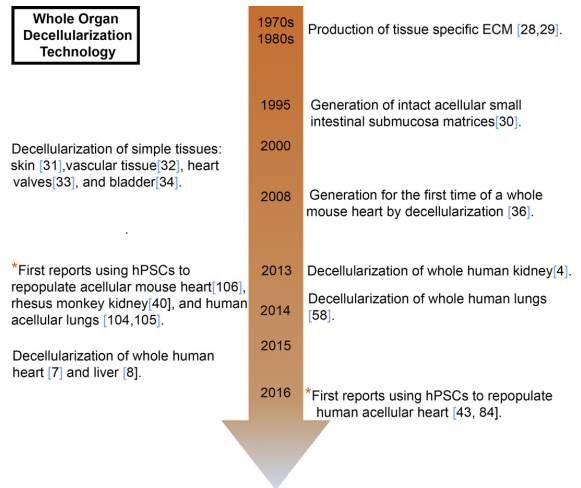 Whole Organ
Decellularization
Technology
1970s
1980s
Production of tissue specific ECM [28,29].
1995
Generation of intact acellular small
intestinal submucosa matrices[30].
2000
Decellularization of simple tissues:
skin [31],vascular tissue[32], heart
valves[33], and bladder[34].
2008
Generation for the first time of a whole
mouse heart by decellularization [36].
.
2013
Decellularization of whole human kidney[4].
*First reports using hPSCs to
repopulate acellular mouse heart[106],
rhesus monkey kidney[40], and human
acellular lungs [104,105].
2014
Decellularization of whole human lungs
[58].
2015
Decellularization of whole human
heart [7] and liver [8].
2016
*First reports using hPSCs to repopulate
human acellular heart [43, 84].